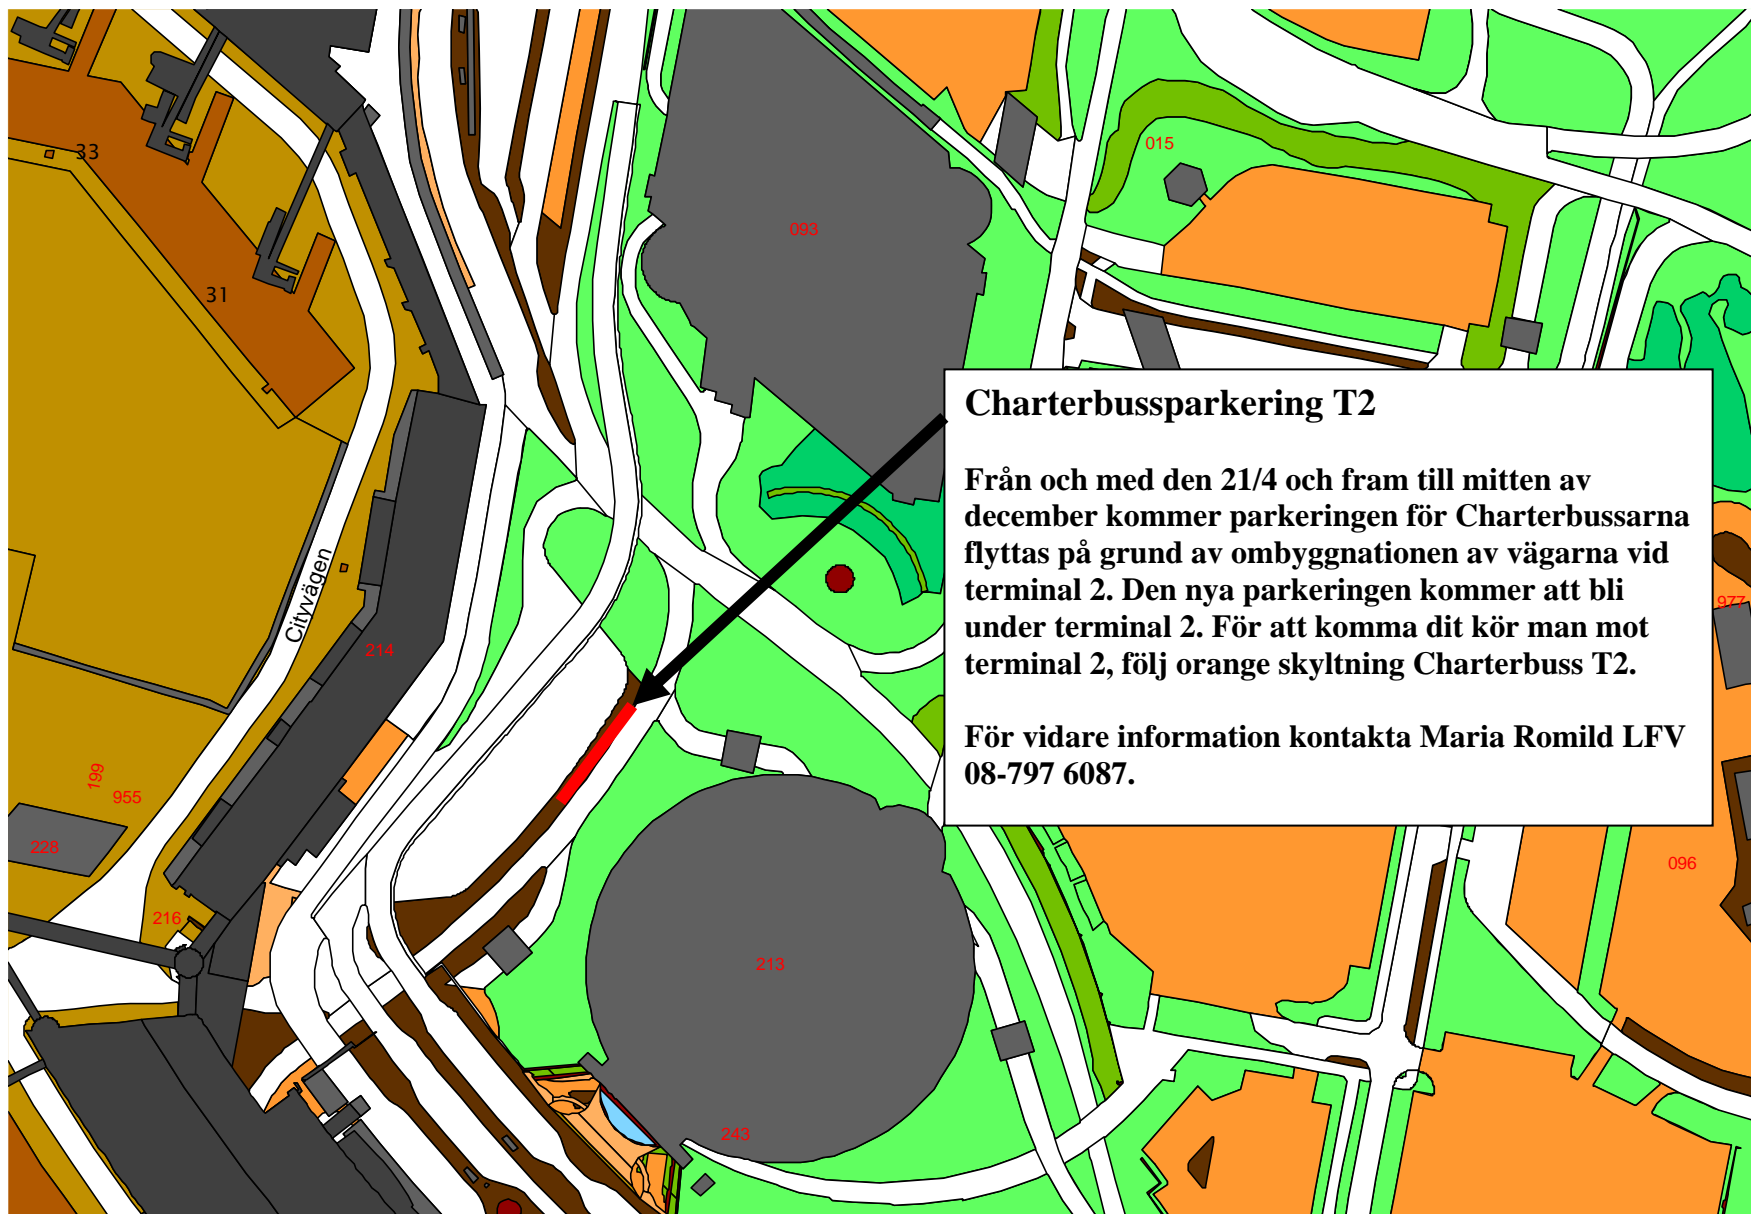 33
015
093
31
Charterbussparkering T2
Från och med den 21/4 och fram till mitten av
december kommer parkeringen för Charterbussarna
flyttas på grund av ombyggnationen av vägarna vid
terminal 2. Den nya parkeringen kommer att bli
under terminal 2. För att komma dit kör man mot
terminal 2, följ orange skyltning Charterbuss T2.
För vidare information kontakta Maria Romild LFV
08-797 6087.
Cityvägen
977
214
199
955
228
096
216
213
243